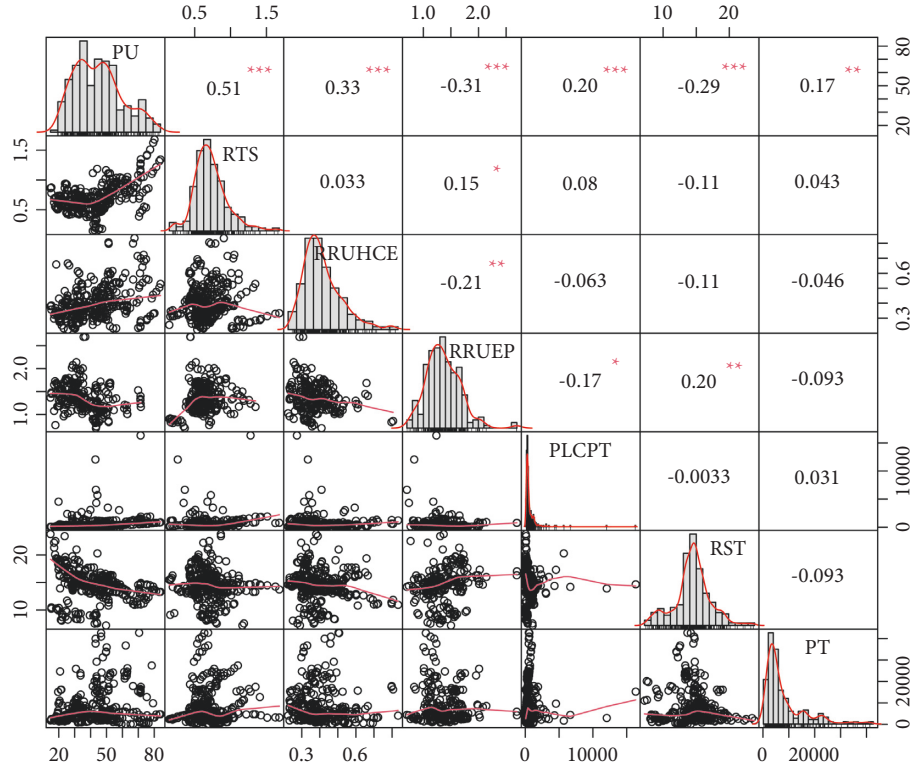 0.5 1.5 1.0 2.0 10 15 20
PU
*** *** *** *** *** **
0.51 0.33 -0.31 0.20 -0.29 0.17
20 50 80
RTS
*
0.033 0.15 0.08 -0.11 0.043
0.5 1.5
RRUHCE
**
-0.21 -0.063 -0.11 -0.046
0.3 0.6
RRUEP
* **
-0.17 0.20 -0.093
1.0 2.0
PLCPT
-0.0033 0.031
0 10000
RST
-0.093
10 20
PT
0 20000
20 40 60 80 0.3 0.6 0 10000 0 20000